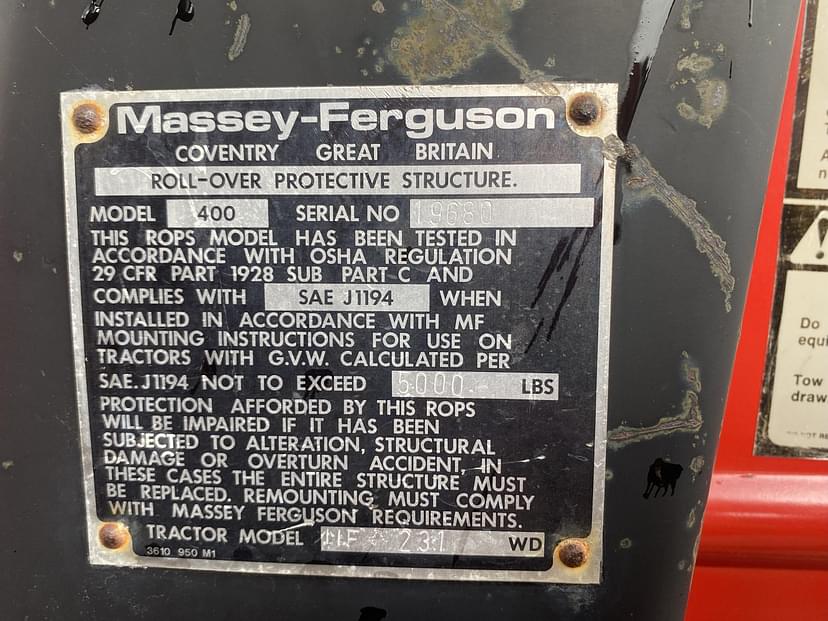 Massey-Ferguson
COVENTRY GREAT BRITAIN
ROLL-OVER PROTECTIVE STRUCTURE.
MODEL 400 SERIAL NO 19680
THIS ROPS MODEL HAS BEEN TESTED IN
ACCORDANCE WITH OSHA REGULATION
29 CFR PART 1928 SUB PART C AND
COMPLIES WITH SAE J1194 WHEN
INSTALLED IN ACCORDANCE WITH MF
MOUNTING INSTRUCTIONS FOR USE ON
TRACTORS WITH G.V.W. CALCULATED PER
SAE. J1194 NOT TO EXCEED 5000.- LBS
PROTECTION AFFORDED BY THIS ROPS
WILL BE IMPAIRED IF IT HAS BEEN
SUBJECTED TO ALTERATION, STRUCTURAL
DAMAGE OR OVERTURN ACCIDENT, IN
THESE CASES THE ENTIRE STRUCTURE MUST
BE REPLACED. REMOUNTING MUST COMPLY
WITH MASSEY FERGUSON REQUIREMENTS.
TRACTOR MODEL MF 231 WD
3610 950 M1
Do
equi
Tow
draw